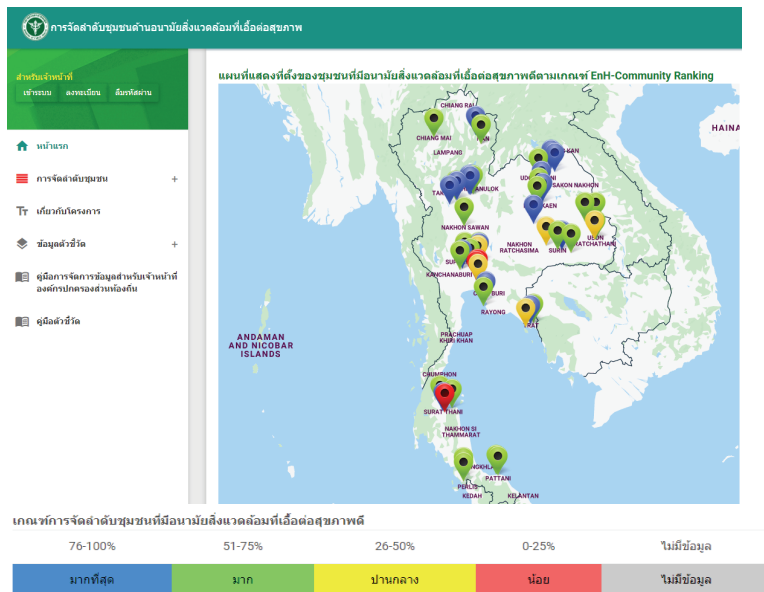 การจัดลำดับชุมชนด้านอนามัยสิ่งแวดล้อมที่เอื้อต่อสุขภาพ
สำหรับเจ้าหน้าที่
เข้าระบบ ลงทะเบียน ลืมรหัสผ่าน
หน้าแรก
การจัดลำดับชุมชน +
เกี่ยวกับโครงการ
ข้อมูลตัวชี้วัด +
คู่มือการจัดการข้อมูลสำหรับเจ้าหน้าที่
องค์กรปกครองส่วนท้องถิ่น
คู่มือตัวชี้วัด
แผนที่แสดงที่ตั้งของชุมชนที่มีอนามัยสิ่งแวดล้อมที่เอื้อต่อสุขภาพดีตามเกณฑ์ EnH-Community Ranking
CHIANG RAI
HAINA
CHIANG MAI
LAMPANG
SAKON NAKHON
NAKHON SAWAN
NAKHON
RATCHASIMA
SURIN
RATCHATHANI
KANCHANABURI
RAYONG
ANDAMAN
AND NICOBAR
ISLANDS
PRACHUAP
KHIRI KHAN
CHUMPHON
SURAT THANI
NAKHON SI
THAMMARAT
PATTANI
PERLIS
KEDAH
KELANTAN
เกณฑ์การจัดลำดับชุมชนที่มีอนามัยสิ่งแวดล้อมที่เอื้อต่อสุขภาพดี
76-100% 51-75% 26-50% 0-25% ไม่มีข้อมูล
มากที่สุด มาก ปานกลาง น้อย ไม่มีข้อมูล